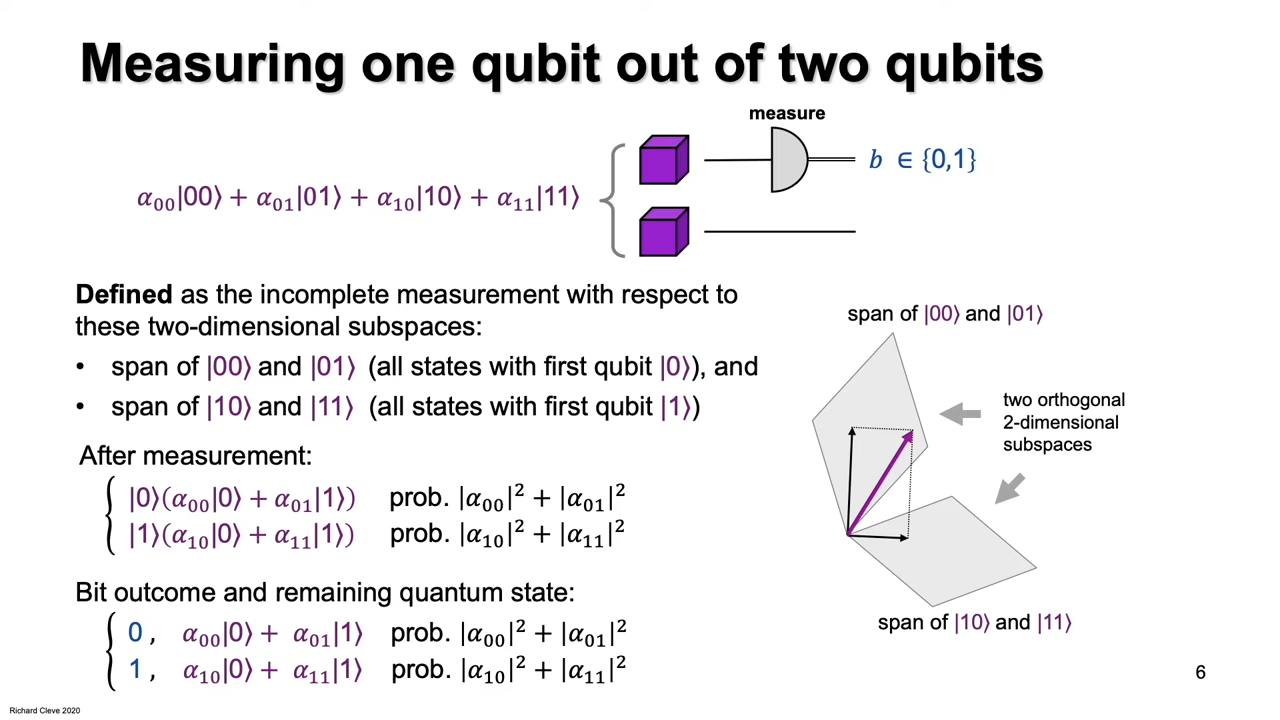 Measuring one qubit out of two qubits
measure
b ∈ {0,1}
α₀₀|00⟩ + α₀₁|01⟩ + α₁₀|10⟩ + α₁₁|11⟩
Defined as the incomplete measurement with respect to
these two-dimensional subspaces:
• span of |00⟩ and |01⟩ (all states with first qubit |0⟩), and
• span of |10⟩ and |11⟩ (all states with first qubit |1⟩)
After measurement:
|0⟩(α₀₀|0⟩ + α₀₁|1⟩) prob. |α₀₀|² + |α₀₁|²
|1⟩(α₁₀|0⟩ + α₁₁|1⟩) prob. |α₁₀|² + |α₁₁|²
Bit outcome and remaining quantum state:
0 , α₀₀|0⟩ + α₀₁|1⟩ prob. |α₀₀|² + |α₀₁|²
1 , α₁₀|0⟩ + α₁₁|1⟩ prob. |α₁₀|² + |α₁₁|²
span of |00⟩ and |01⟩
two orthogonal
2-dimensional
subspaces
span of |10⟩ and |11⟩
6
Richard Cleve 2020